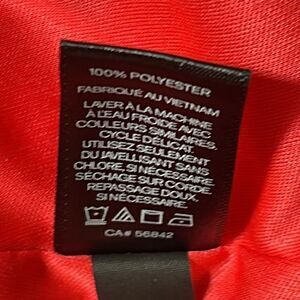 100% POLYESTER
FABRIQUÉ AU VIETNAM
LAVER À LA MACHINE
À L'EAU FROIDE AVEC
COULEURS SIMILAIRES,
CYCLE DÉLICAT.
UTILISEZ SEULEMENT
DU JAVELLISANT SANS
CHLORE, SI NÉCESSAIRE.
SÉCHAGE SUR CORDE.
REPASSAGE DOUX,
SI NÉCESSAIRE.
CA# 56842